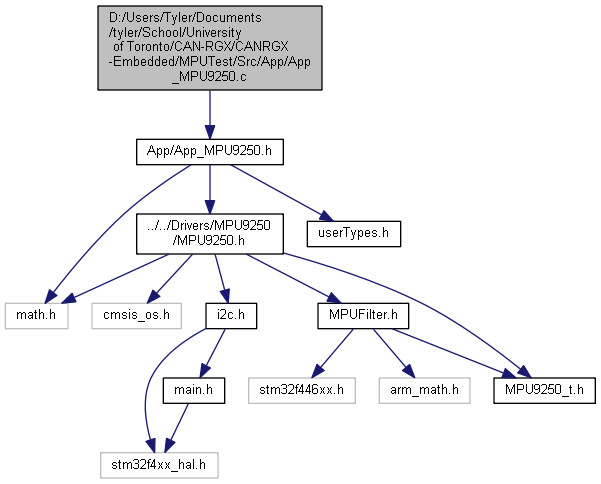 D:/Users/Tyler/Documents
/tyler/School/University
of Toronto/CAN-RGX/CANRGX
-Embedded/MPUTest/Src/App/App
_MPU9250.c
App/App_MPU9250.h
../../Drivers/MPU9250
/MPU9250.h
userTypes.h
math.h
cmsis_os.h
i2c.h
MPUFilter.h
main.h
stm32f446xx.h
arm_math.h
MPU9250_t.h
stm32f4xx_hal.h